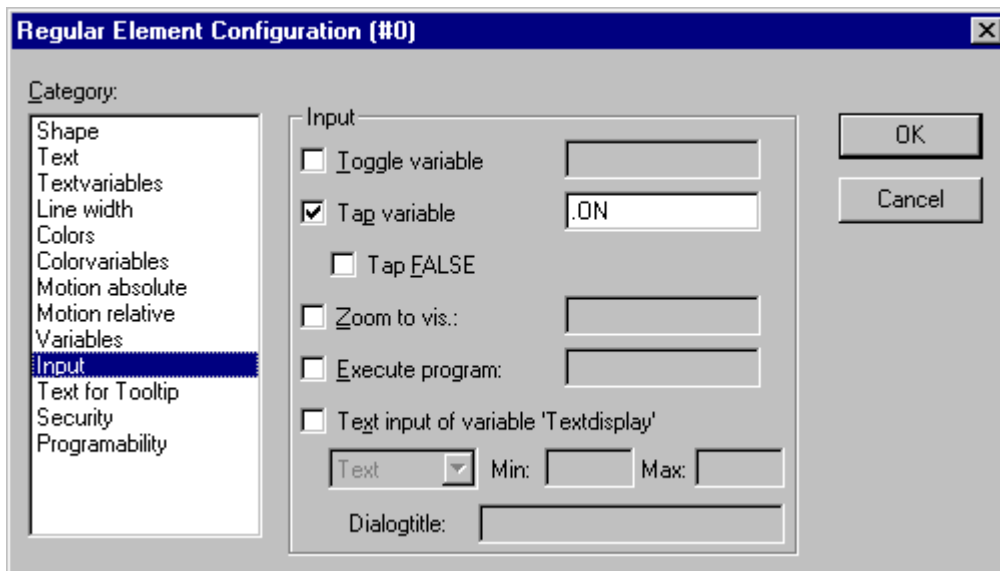 Regular Element Configuration (#0)
Category:
Shape
Text
Textvariables
Line width
Colors
Colorvariables
Motion absolute
Motion relative
Variables
Input
Text for Tooltip
Security
Programability
Input
Toggle variable
Tap variable .ON
Tap FALSE
Zoom to vis.:
Execute program:
Text input of variable 'Textdisplay'
Text Min: Max:
Dialogtitle:
OK
Cancel